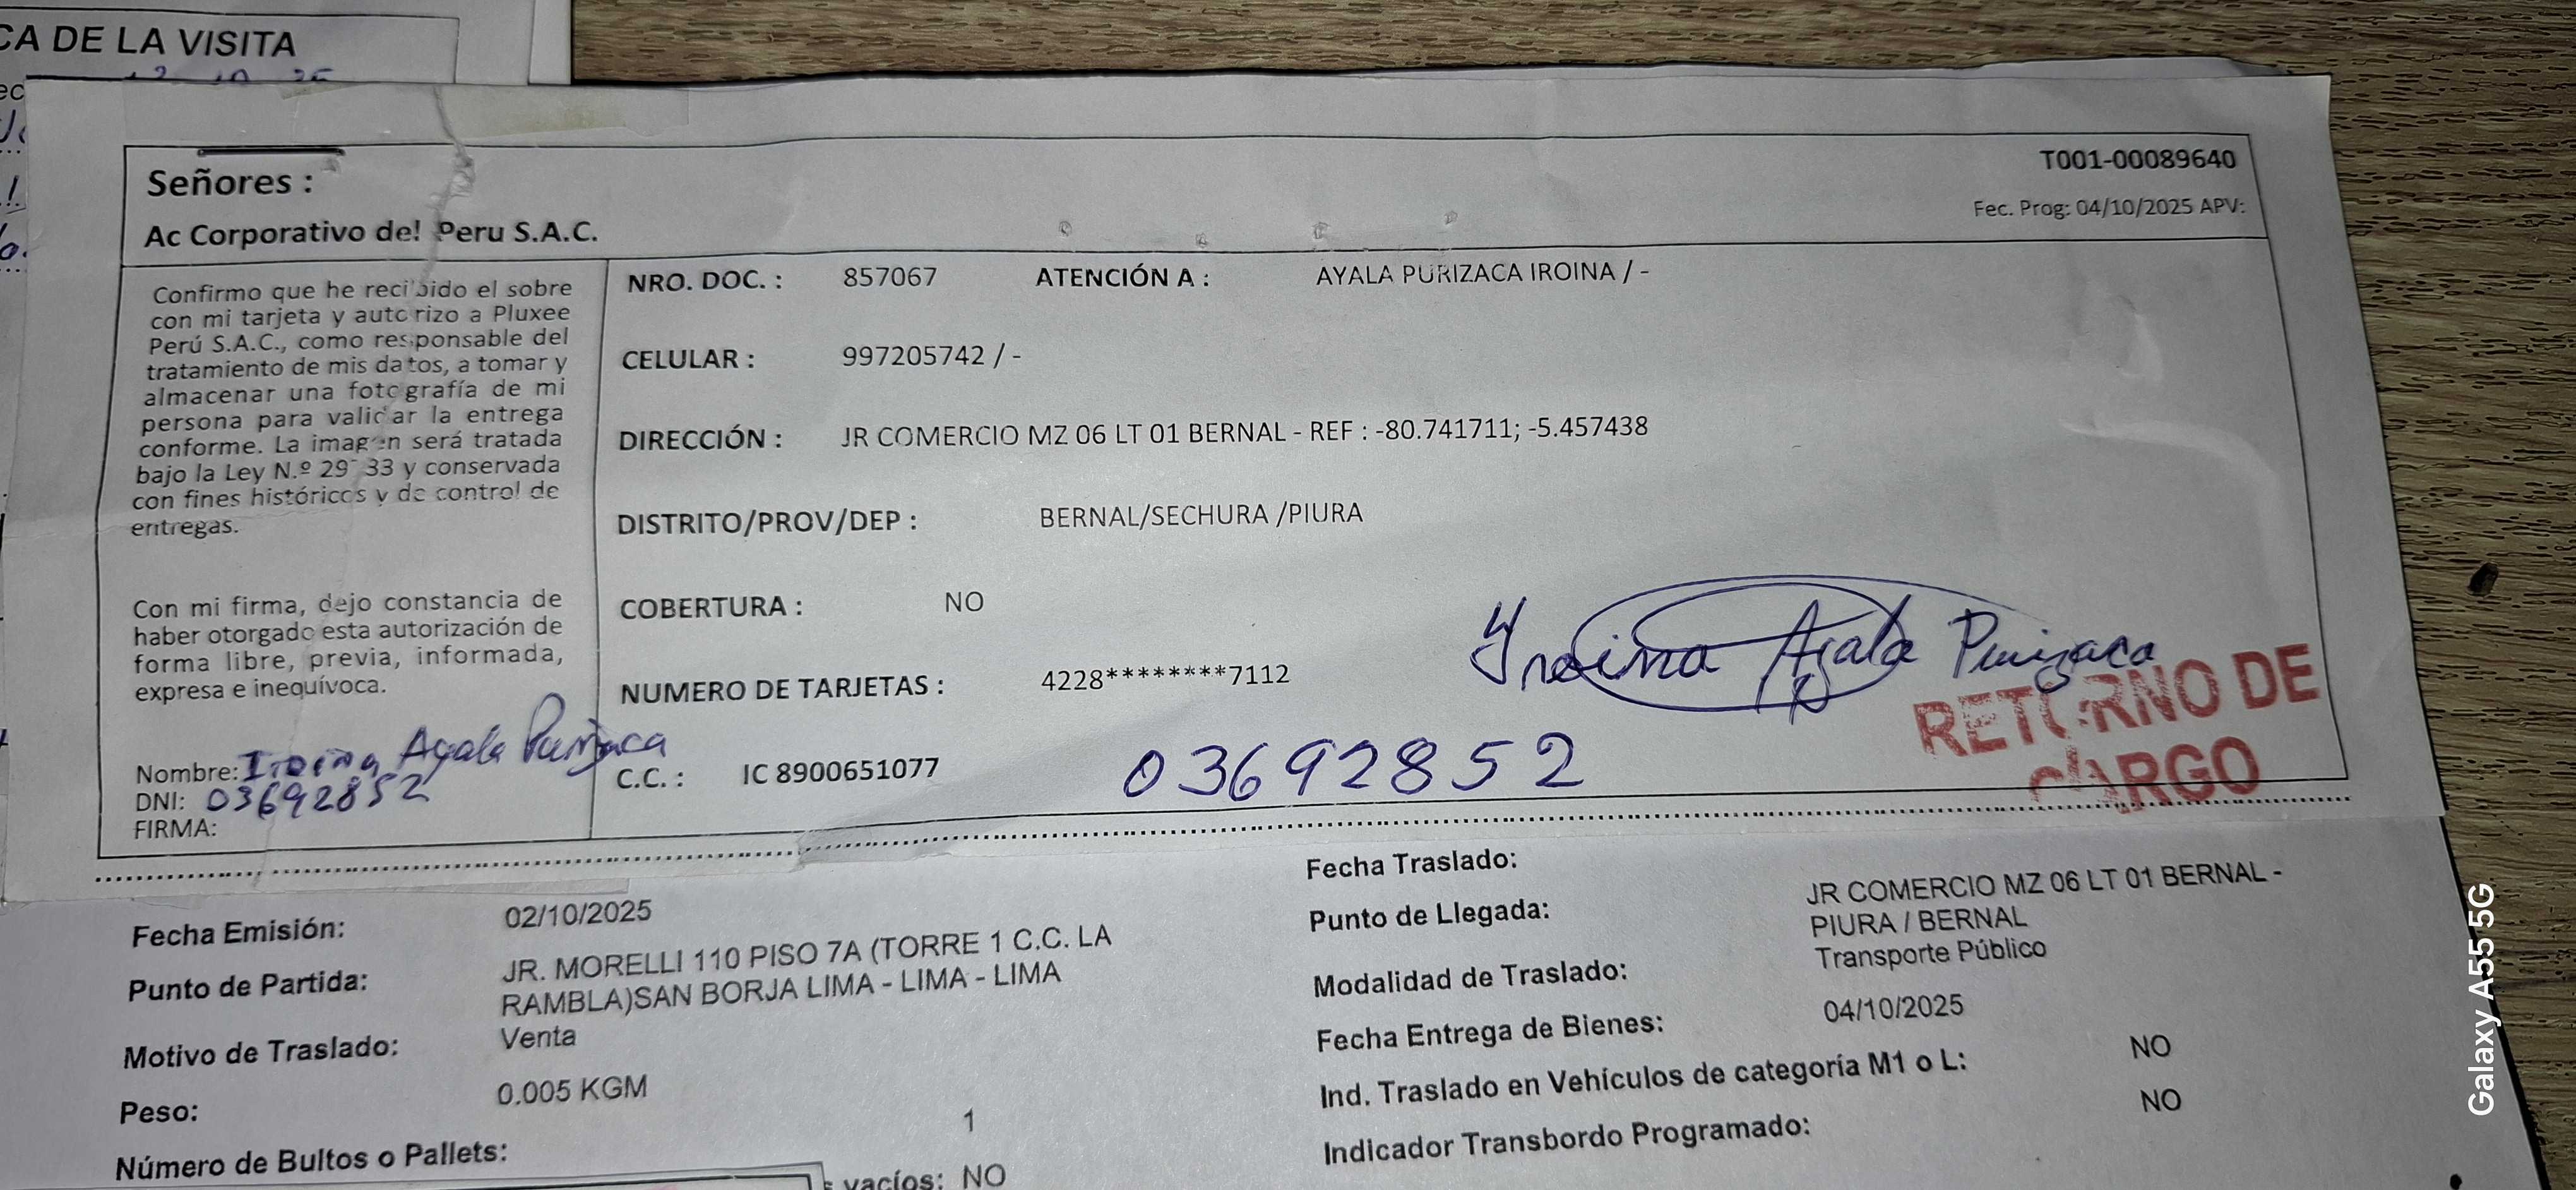 CA DE LA VISITA
T001-00089640
Fec. Prog: 04/10/2025 APV:
Señores :
Ac Corporativo del Peru S.A.C.
Confirmo que he recibido el sobre
con mi tarjeta y autorizo a Pluxee
Perú S.A.C., como responsable del
tratamiento de mis datos, a tomar y
almacenar una fotografía de mi
persona para validar la entrega
conforme. La imagen será tratada
bajo la Ley N.º 29733 y conservada
con fines históricos y de control de
entregas.
Con mi firma, dejo constancia de
haber otorgado esta autorización de
forma libre, previa, informada,
expresa e inequívoca.
Nombre: Iroina Ayala Purizaca
DNI: 03692852
FIRMA:
NRO. DOC. : 857067 ATENCIÓN A : AYALA PURIZACA IROINA / -
CELULAR : 997205742 / -
DIRECCIÓN : JR COMERCIO MZ 06 LT 01 BERNAL - REF : -80.741711; -5.457438
DISTRITO/PROV/DEP : BERNAL/SECHURA /PIURA
COBERTURA : NO
NUMERO DE TARJETAS : 4228********7112
Yroina Ayala Purizaca
C.C. : IC 8900651077
03692852
RETORNO DE
CARGO
Fecha Emisión: 02/10/2025
Punto de Partida: JR. MORELLI 110 PISO 7A (TORRE 1 C.C. LA
RAMBLA)SAN BORJA LIMA - LIMA - LIMA
Motivo de Traslado: Venta
Peso: 0.005 KGM
Número de Bultos o Pallets: 1
vacíos: NO
Fecha Traslado:
Punto de Llegada: JR COMERCIO MZ 06 LT 01 BERNAL -
PIURA / BERNAL
Modalidad de Traslado: Transporte Público
Fecha Entrega de Bienes: 04/10/2025
Ind. Traslado en Vehículos de categoría M1 o L: NO
Indicador Transbordo Programado: NO
Galaxy A55 5G